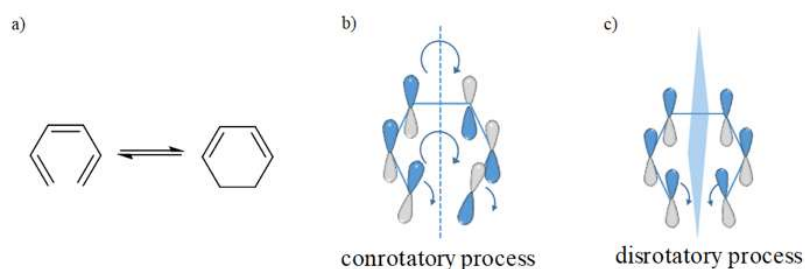 a)
b)
c)
conrotatory process
disrotatory process